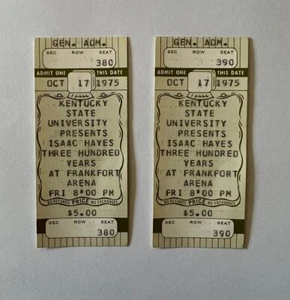 GEN. ADM.
SEC ROW SEAT
380
ADMIT ONE THIS DATE
OCT 17 1975
KENTUCKY
STATE
UNIVERSITY
PRESENTS
ISAAC HAYES
THREE HUNDRED
YEARS
AT FRANKFORT
ARENA
FRI 8*00 PM
PRICE
$5.00
SEC ROW SEAT
380
GEN. ADM.
SEC ROW SEAT
390
ADMIT ONE THIS DATE
OCT 17 1975
KENTUCKY
STATE
UNIVERSITY
PRESENTS
ISAAC HAYES
THREE HUNDRED
YEARS
AT FRANKFORT
ARENA
FRI 8*00 PM
PRICE
$5.00
SEC ROW SEAT
390